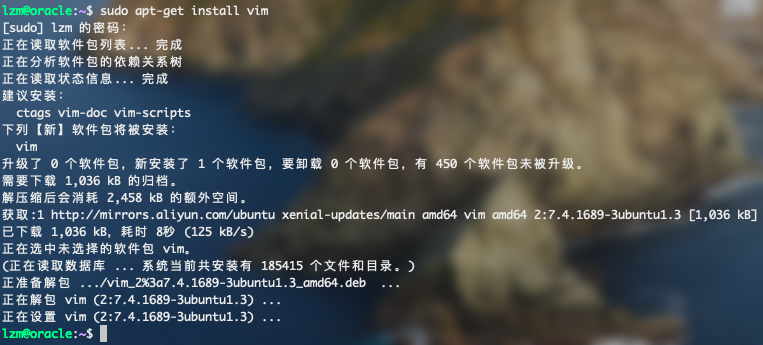 lzm@oracle:~$ sudo apt-get install vim
[sudo] lzm 的密码：
正在读取软件包列表... 完成
正在分析软件包的依赖关系树
正在读取状态信息... 完成
建议安装：
  ctags vim-doc vim-scripts
下列【新】软件包将被安装：
  vim
升级了 0 个软件包，新安装了 1 个软件包，要卸载 0 个软件包，有 450 个软件包未被升级。
需要下载 1,036 kB 的归档。
解压缩后会消耗 2,458 kB 的额外空间。
获取:1 http://mirrors.aliyun.com/ubuntu xenial-updates/main amd64 vim amd64 2:7.4.1689-3ubuntu1.3 [1,036 kB]
已下载 1,036 kB，耗时 8秒 (125 kB/s)
正在选中未选择的软件包 vim。
(正在读取数据库 ... 系统当前共安装有 185415 个文件和目录。)
正准备解包 .../vim_2%3a7.4.1689-3ubuntu1.3_amd64.deb  ...
正在解包 vim (2:7.4.1689-3ubuntu1.3) ...
正在设置 vim (2:7.4.1689-3ubuntu1.3) ...
lzm@oracle:~$